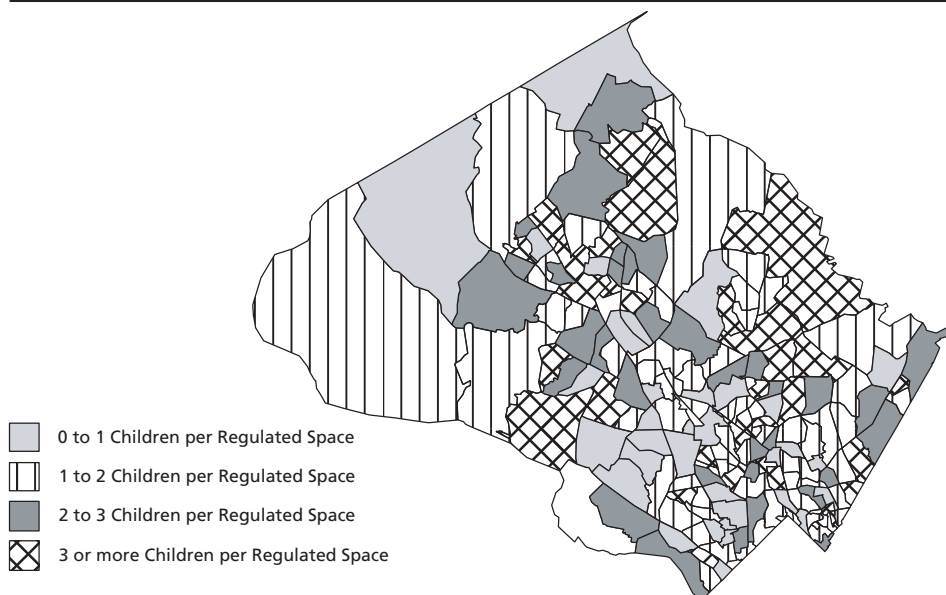 0 to 1 Children per Regulated Space
1 to 2 Children per Regulated Space
2 to 3 Children per Regulated Space
3 or more Children per Regulated Space